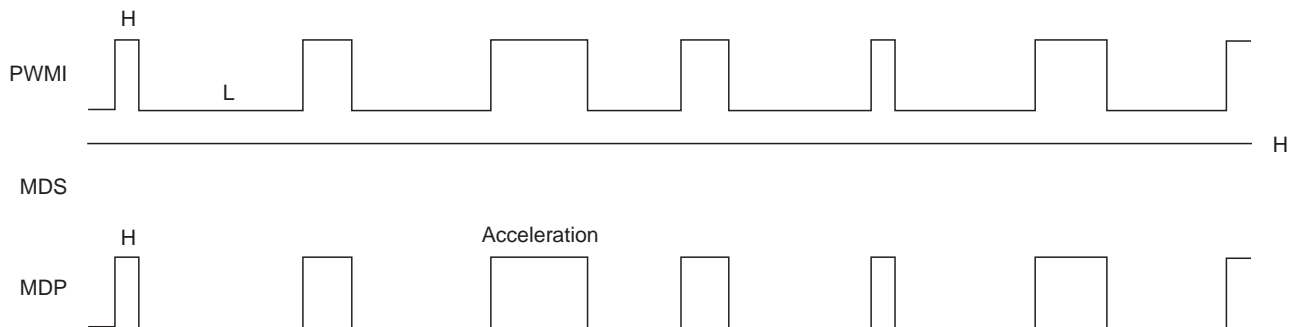 H
PWMI
L
H
MDS
H
Acceleration
MDP